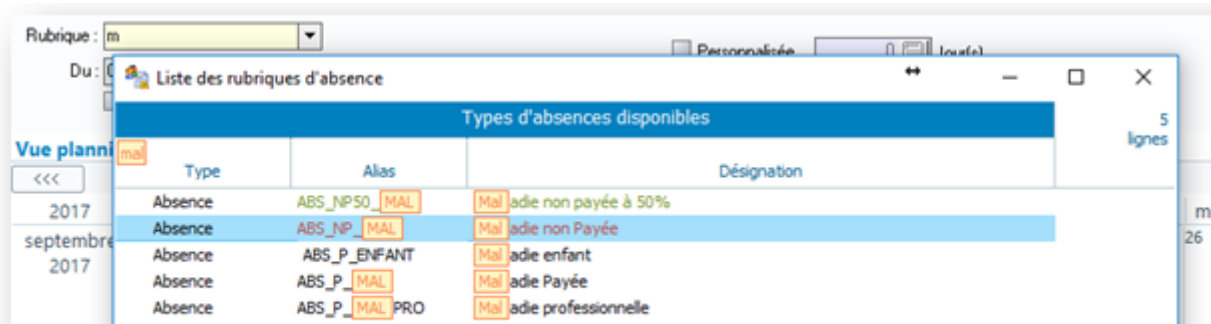 Rubrique : m
Personnalisée 0 Jour(s)
Du :
Liste des rubriques d'absence
Types d'absences disponibles
5
lignes
Vue planni
mal
Type Alias Désignation
<<<
Absence ABS_NP50_MAL Maladie non payée à 50%
2017 m
Absence ABS_NP_MAL Maladie non Payée
septembre 26
2017
Absence ABS_P_ENFANT Maladie enfant
Absence ABS_P_MAL Maladie Payée
Absence ABS_P_MALPRO Maladie professionnelle